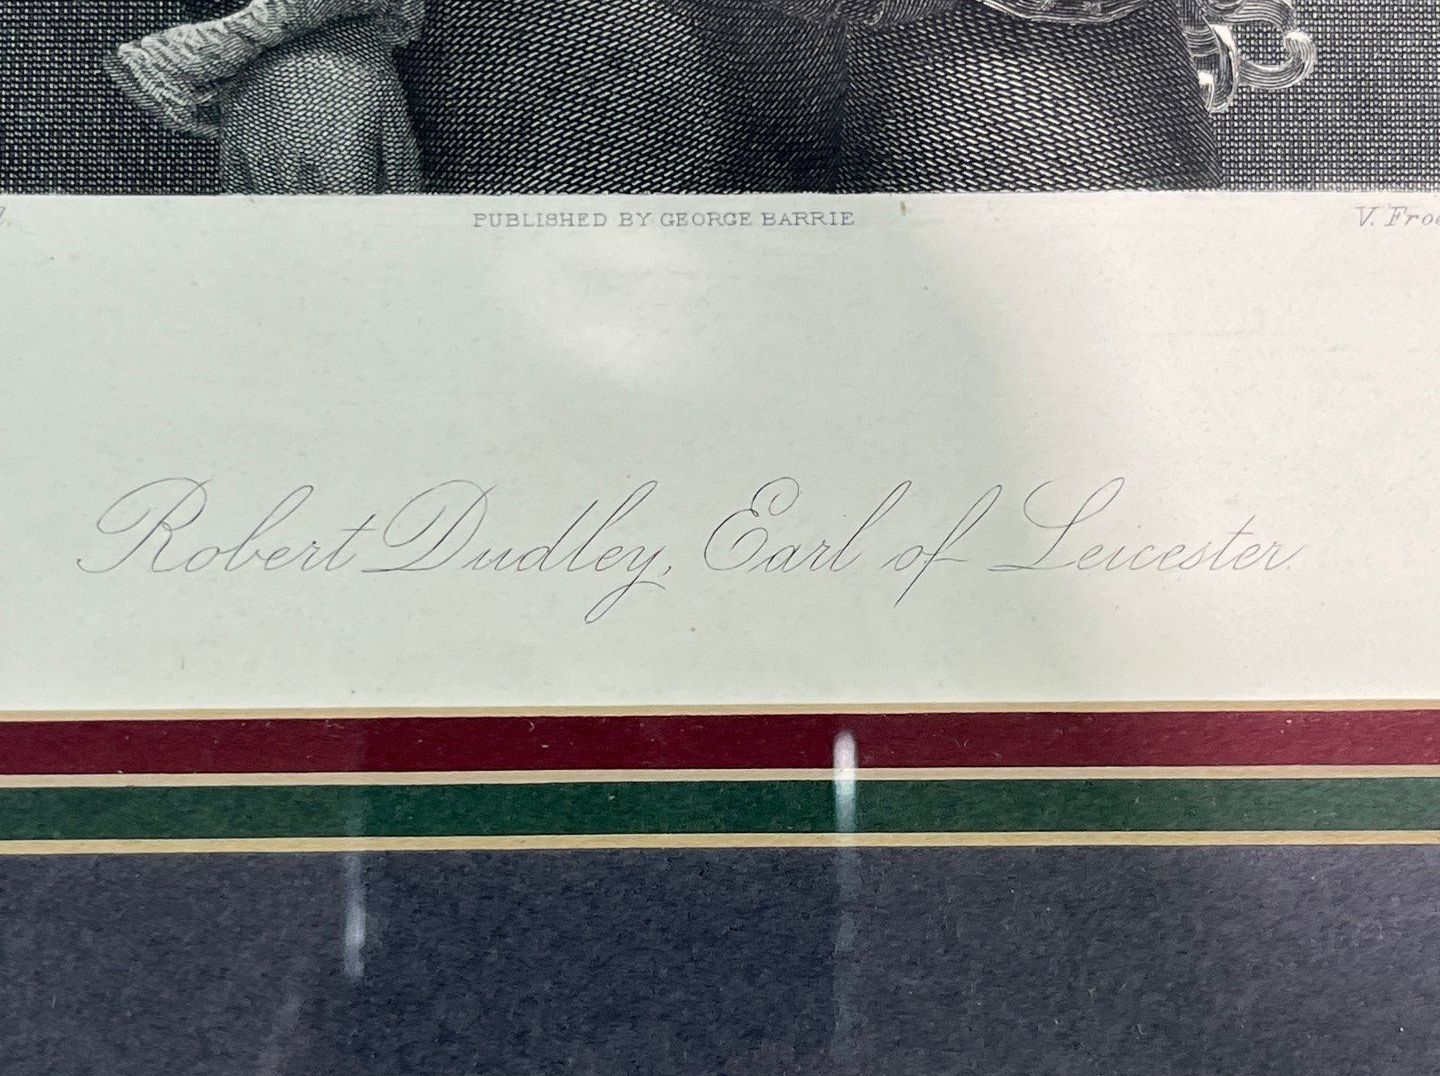 PUBLISHED BY GEORGE BARRIE
V.
Robert Dudley, Earl of Leicester.